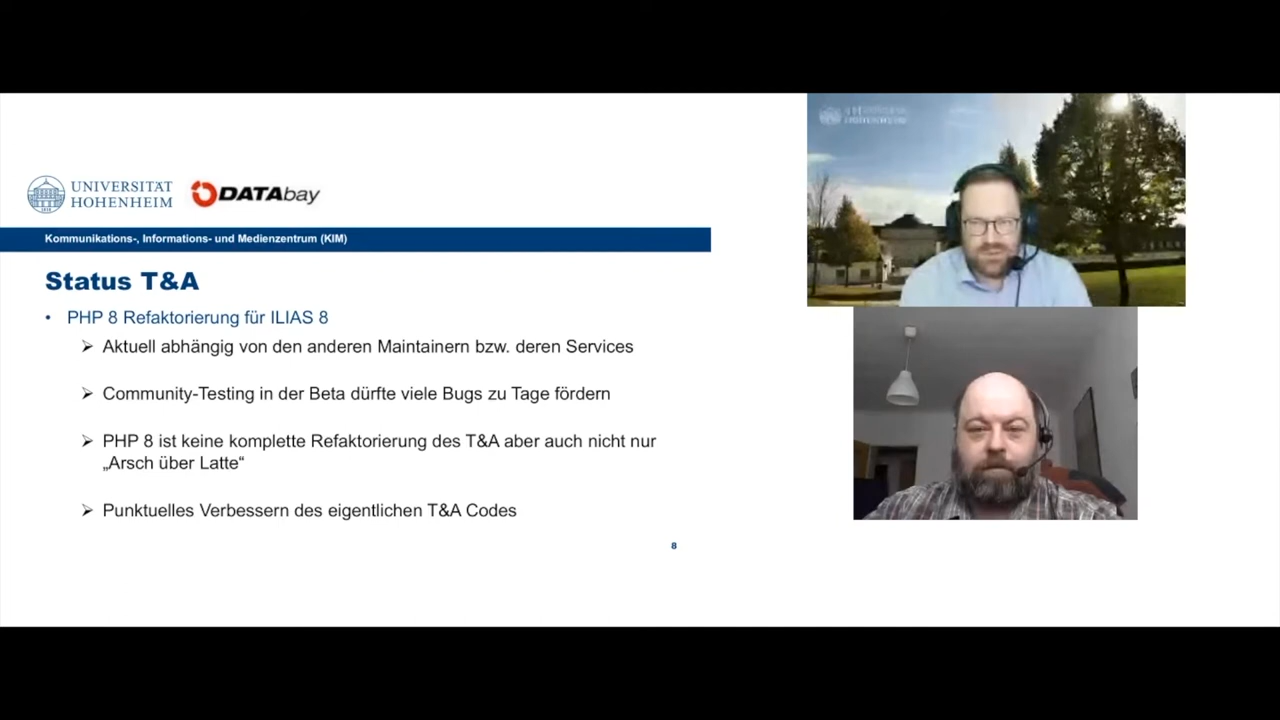 UNIVERSITÄT
HOHENHEIM
DATAbay
Kommunikations-, Informations- und Medienzentrum (KIM)
Status T&A
• PHP 8 Refaktorierung für ILIAS 8
➢ Aktuell abhängig von den anderen Maintainern bzw. deren Services
➢ Community-Testing in der Beta dürfte viele Bugs zu Tage fördern
➢ PHP 8 ist keine komplette Refaktorierung des T&A aber auch nicht nur
„Arsch über Latte“
➢ Punktuelles Verbessern des eigentlichen T&A Codes
8
HOHENHEIM